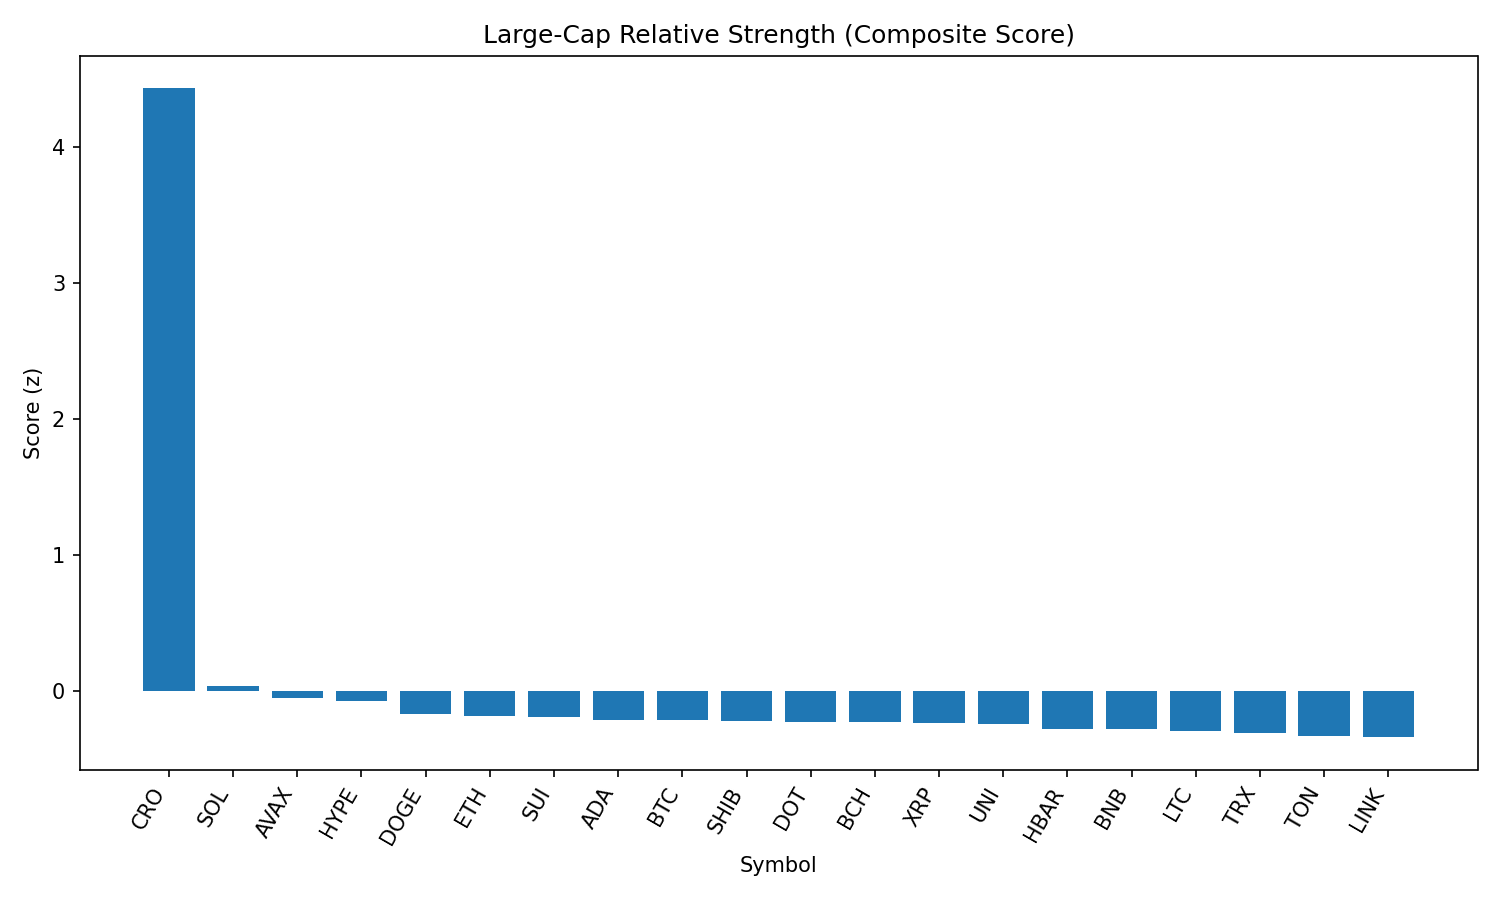 Large-Cap Relative Strength (Composite Score)
4
3
2
1
0
Score (z)
CRO
SOL
AVAX
HYPE
DOGE
ETH
SUI
ADA
BTC
SHIB
DOT
BCH
XRP
UNI
HBAR
BNB
LTC
TRX
TON
LINK
Symbol